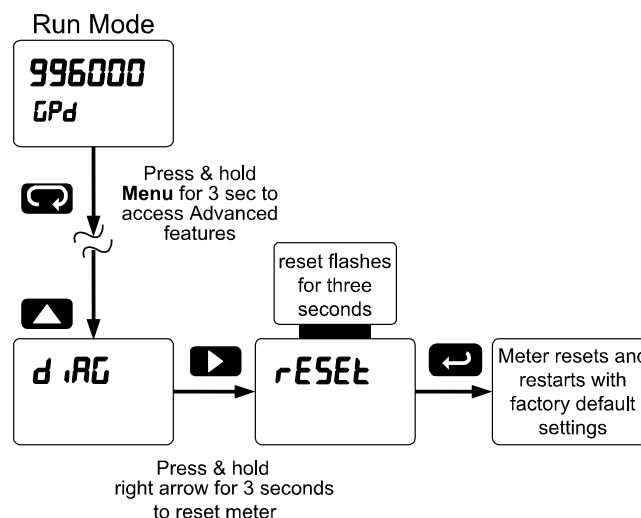 Run Mode
996000
GPd
Press & hold
Menu for 3 sec to
access Advanced
features
reset flashes
for three
seconds
diAG
rESEt
Meter resets and
restarts with
factory default
settings
Press & hold
right arrow for 3 seconds
to reset meter